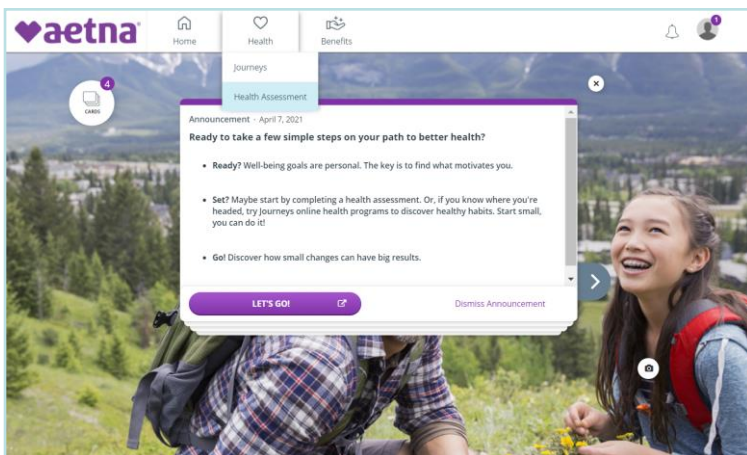 aetna
Home
Health
Benefits
1
Journeys
Health Assessment
4
CARDS
Announcement - April 7, 2021
Ready to take a few simple steps on your path to better health?
• Ready? Well-being goals are personal. The key is to find what motivates you.
• Set? Maybe start by completing a health assessment. Or, if you know where you're
headed, try Journeys online health programs to discover healthy habits. Start small,
you can do it!
• Go! Discover how small changes can have big results.
LET'S GO!
Dismiss Announcement